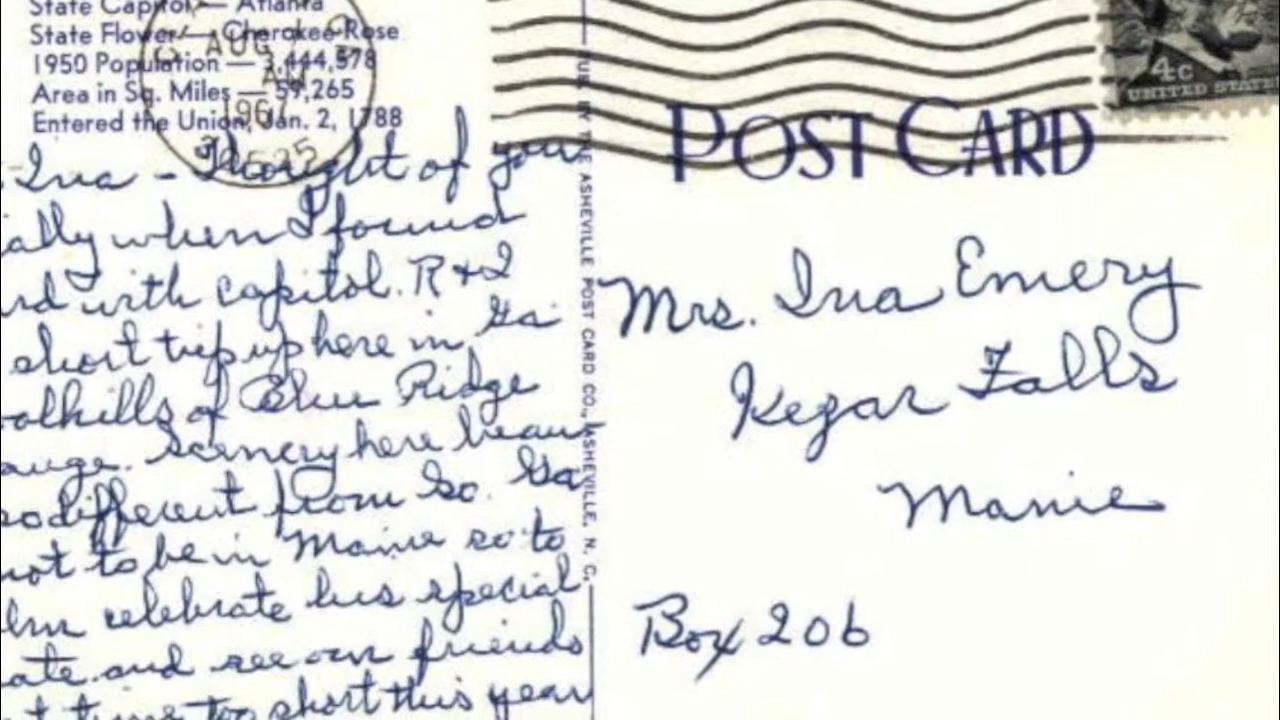 State Capitol — Atlanta
State Flower — Cherokee Rose
1950 Population — 3,444,578
Area in Sq. Miles — 59,265
Entered the Union, Jan. 2, 1788
AUG
AM
196
Ina - Thought of you
ially when I found
rd with capitol. R + I
short trip up here in Ga
oothills of Blue Ridge
ange. Scenery here beaut
so different from So. Ga
not to be in Maine so to
celebrate his special
ate and see our friends
t time too short this year
PUB. BY THE ASHEVILLE POST CARD CO., ASHEVILLE, N. C.
4c
UNITED STATES
POST CARD
Mrs. Ina Emery
Kezar Falls
Maine
Box 206